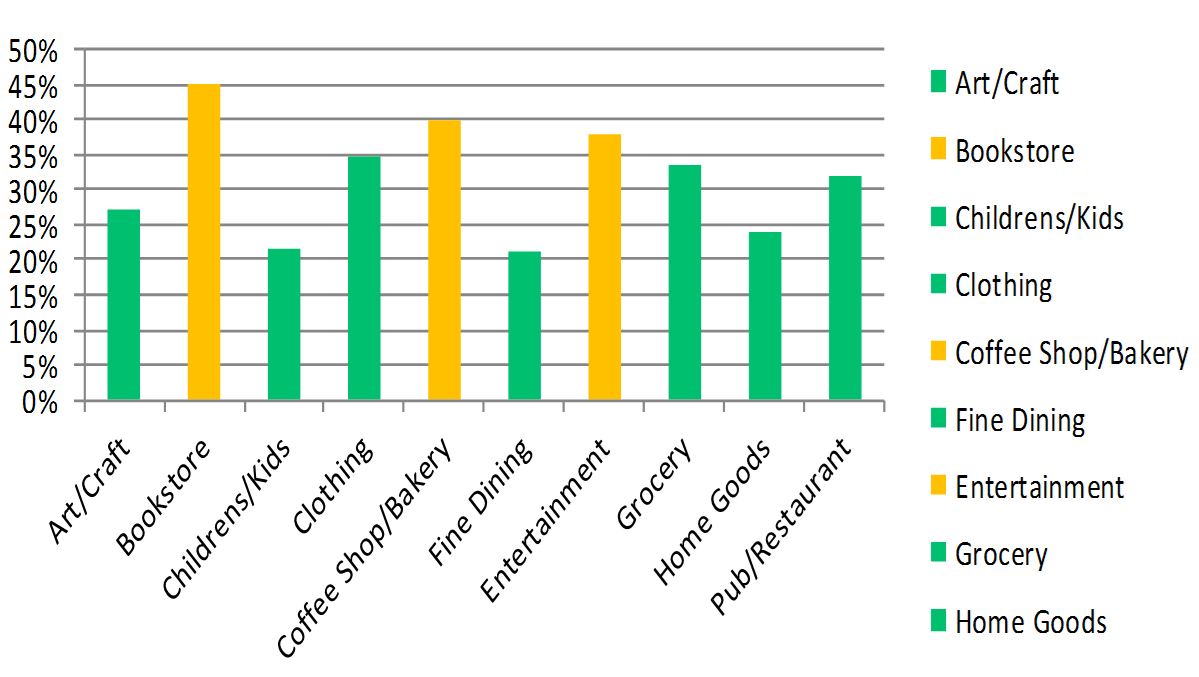 50%
45%
40%
35%
30%
25%
20%
15%
10%
5%
0%
Art/Craft
Bookstore
Childrens/Kids
Clothing
Coffee Shop/Bakery
Fine Dining
Entertainment
Grocery
Home Goods
Pub/Restaurant
Art/Craft
Bookstore
Childrens/Kids
Clothing
Coffee Shop/Bakery
Fine Dining
Entertainment
Grocery
Home Goods